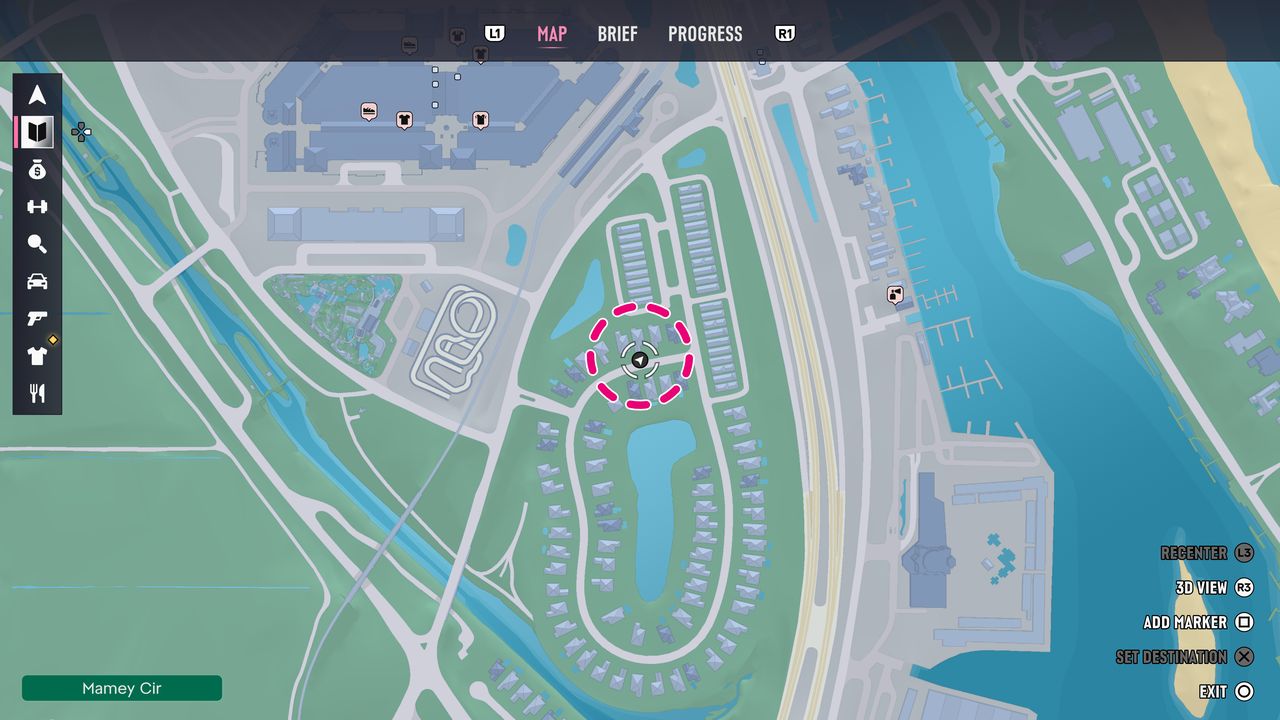 L1 MAP BRIEF PROGRESS R1
RECENTER L3
3D VIEW R3
ADD MARKER
SET DESTINATION
EXIT
Mamey Cir